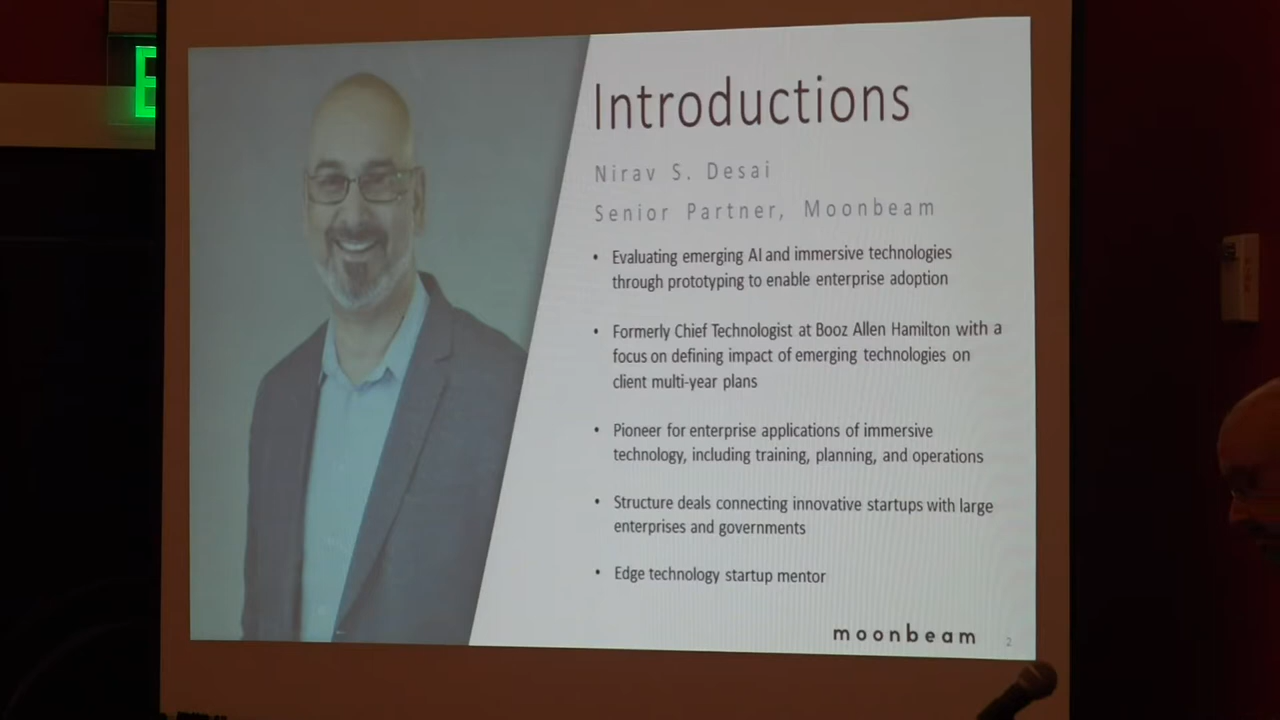 E
Introductions
Nirav S. Desai
Senior Partner, Moonbeam
• Evaluating emerging AI and immersive technologies
through prototyping to enable enterprise adoption
• Formerly Chief Technologist at Booz Allen Hamilton with a
focus on defining impact of emerging technologies on
client multi-year plans
• Pioneer for enterprise applications of immersive
technology, including training, planning, and operations
• Structure deals connecting innovative startups with large
enterprises and governments
• Edge technology startup mentor
moonbeam
2